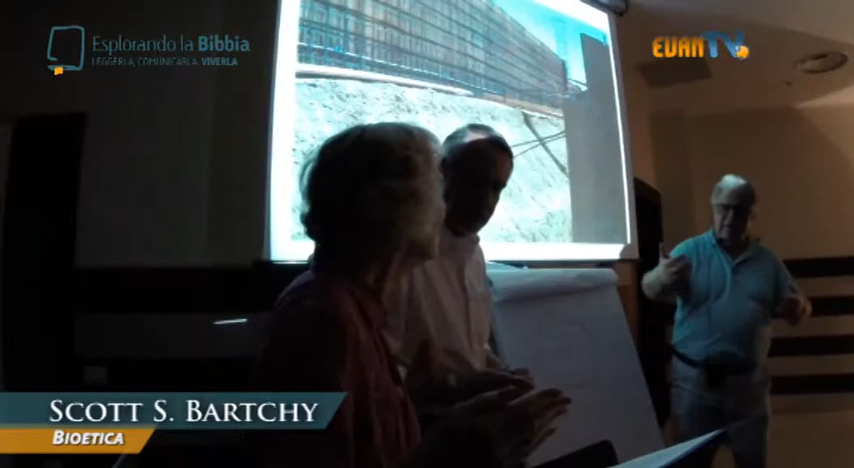 Esplorando la Bibbia
LEGGERLA, COMUNICARLA, VIVERLA
EVANTV
SCOTT S. BARTCHY
BIOETICA